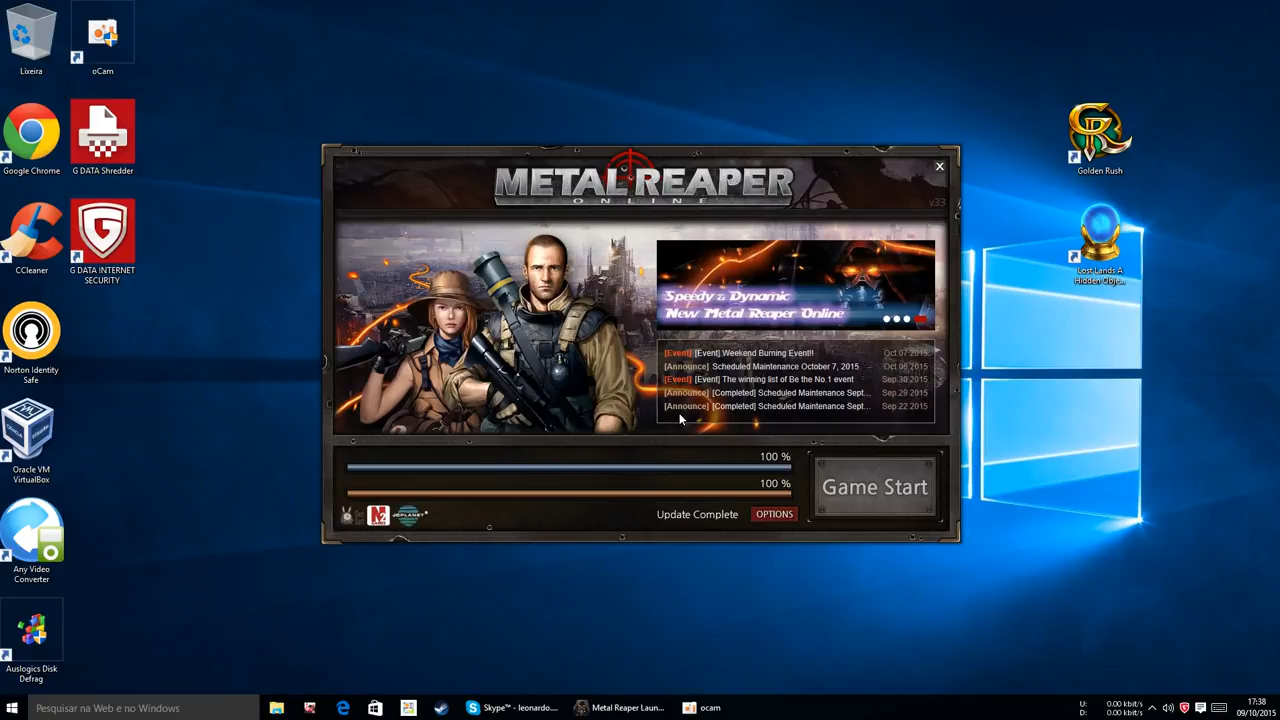 Lixeira
oCam
Google Chrome
G DATA Shredder
CCleaner
G DATA INTERNET
SECURITY
Norton Identity
Safe
Oracle VM
VirtualBox
Any Video
Converter
Auslogics Disk
Defrag
Golden Rush
Lost Lands A
Hidden Obje...
METAL REAPER
ONLINE
v33
Speedy & Dynamic
New Metal Reaper Online
[Event] [Event] Weekend Burning Event!! Oct.07 2015
[Announce] Scheduled Maintenance October 7, 2015 Oct 06 2015
[Event] [Event] The winning list of Be the No.1 event Sep.30 2015
[Announce] [Completed] Scheduled Maintenance Sept... Sep.29 2015
[Announce] [Completed] Scheduled Maintenance Sept... Sep 22 2015
100 %
100 %
Game Start
Update Complete
OPTIONS
Pesquisar na Web e no Windows
Skype™ - leonardo....
Metal Reaper Laun...
ocam
U: 0.00 kbit/s
D: 0.00 kbit/s
17:38
09/10/2015